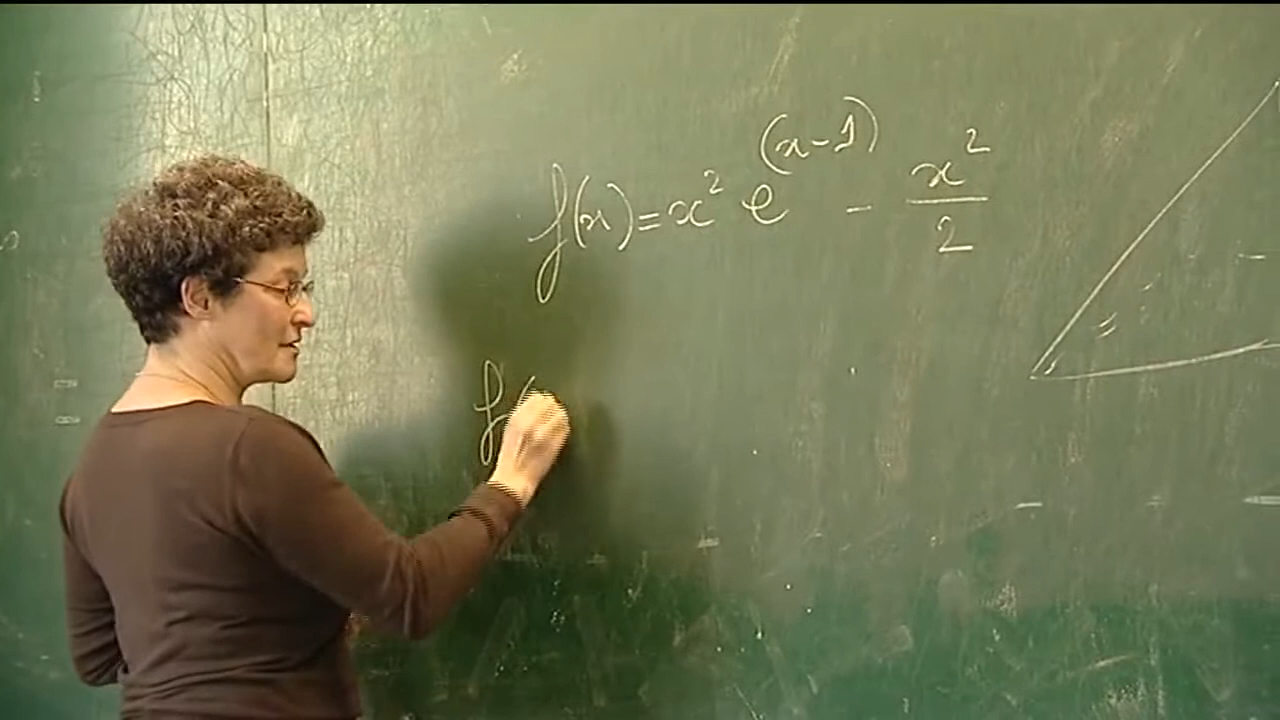 f(x) = x² e^(x-1) - x²/2
f(